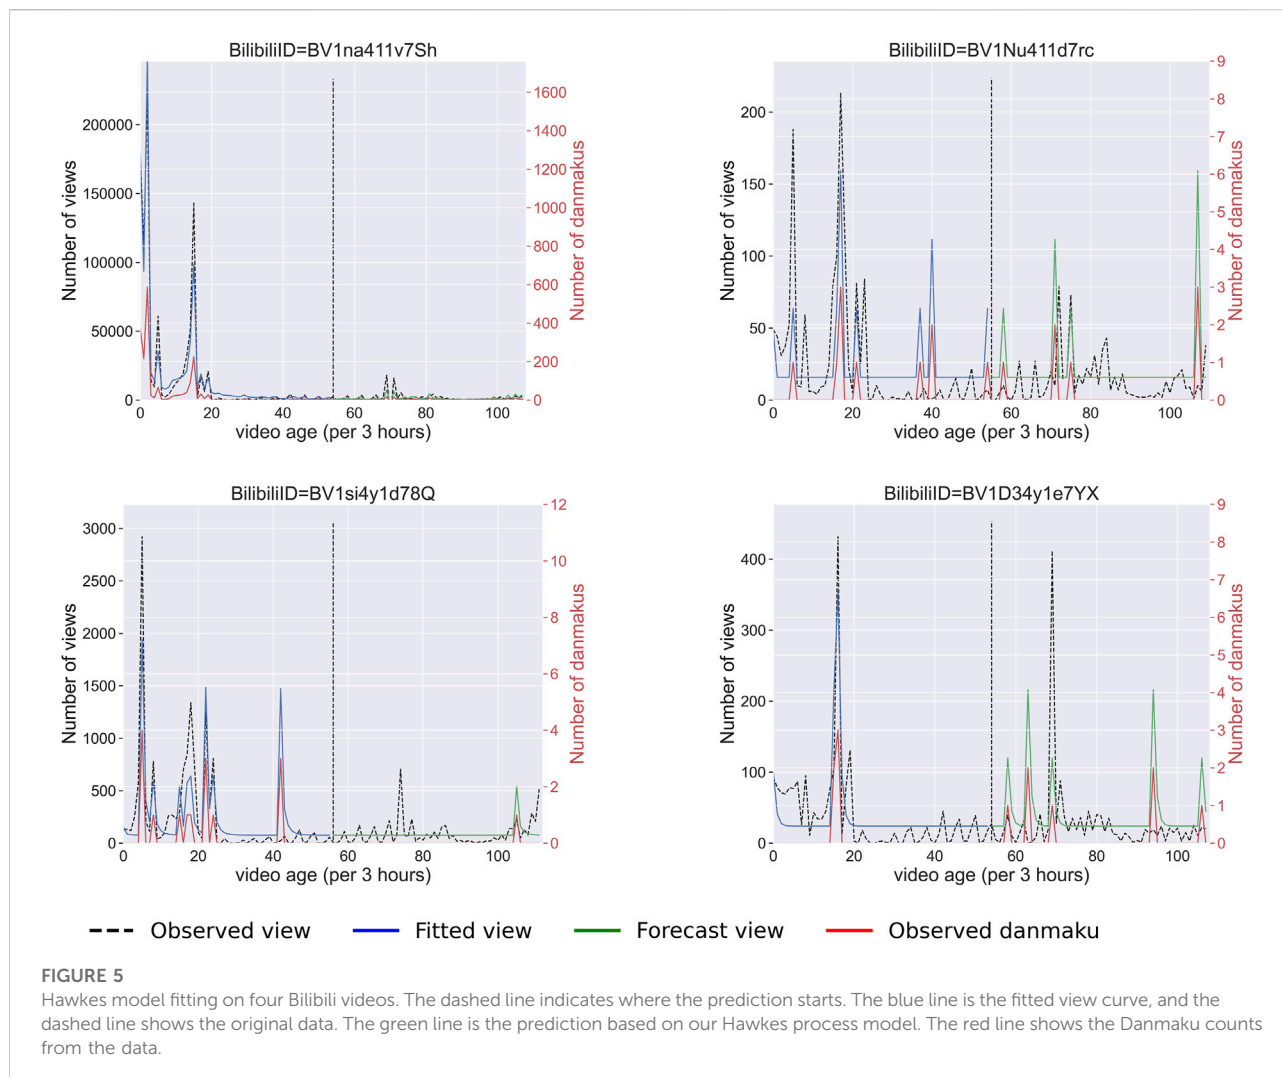 BilibiliID=BV1na411v7Sh
Number of views
200000
150000
100000
50000
0
0 20 40 60 80 100
video age (per 3 hours)
1600
1400
1200
1000
800
600
400
200
0
Number of danmakus
BilibiliID=BV1Nu411d7rc
Number of views
200
150
100
50
0
0 20 40 60 80 100
video age (per 3 hours)
9
8
7
6
5
4
3
2
1
0
Number of danmakus
BilibiliID=BV1si4y1d78Q
Number of views
3000
2500
2000
1500
1000
500
0
0 20 40 60 80 100
video age (per 3 hours)
12
10
8
6
4
2
0
Number of danmakus
BilibiliID=BV1D34y1e7YX
Number of views
400
300
200
100
0
0 20 40 60 80 100
video age (per 3 hours)
9
8
7
6
5
4
3
2
1
0
Number of danmakus
Observed view Fitted view Forecast view Observed danmaku
FIGURE 5
Hawkes model fitting on four Bilibili videos. The dashed line indicates where the prediction starts. The blue line is the fitted view curve, and the
dashed line shows the original data. The green line is the prediction based on our Hawkes process model. The red line shows the Danmaku counts
from the data.